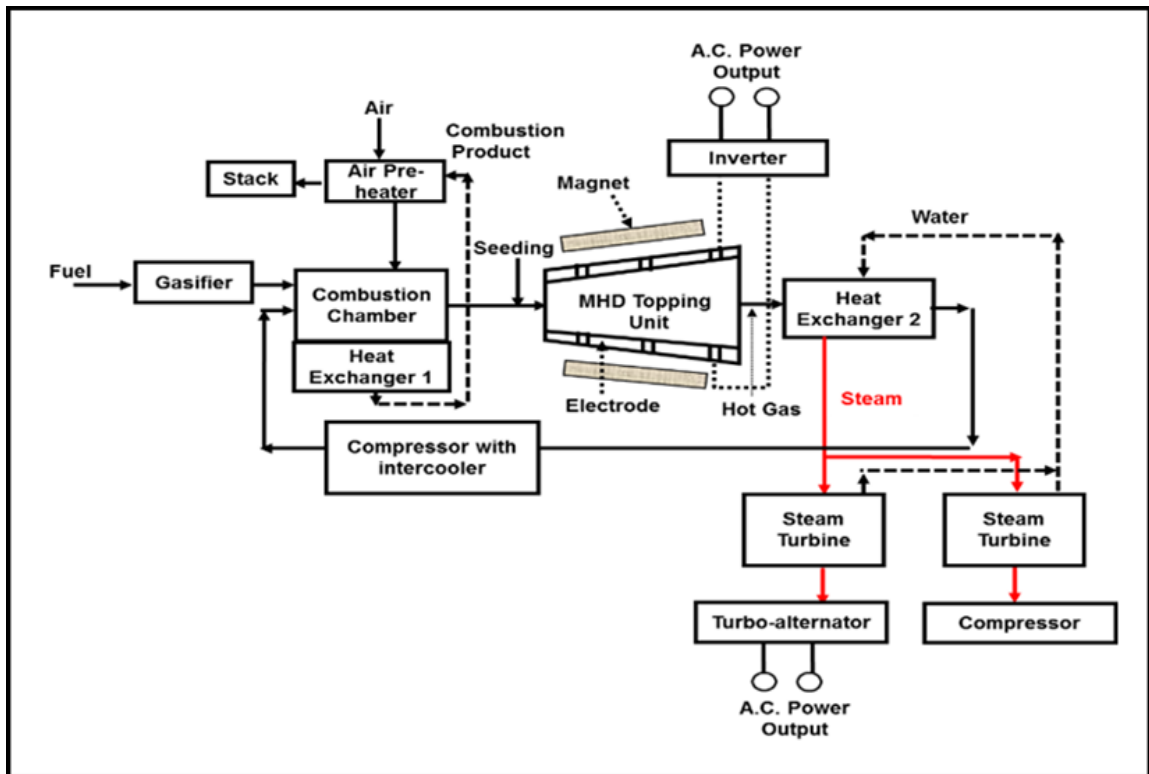 A.C. Power
Output
Air
Combustion
Product
Inverter
Stack
Air Pre-
heater
Magnet
Water
Seeding
Fuel
Gasifier
Combustion
Chamber
MHD Topping
Unit
Heat
Exchanger 2
Heat
Exchanger 1
Electrode
Hot Gas
Steam
Compressor with
intercooler
Steam
Turbine
Steam
Turbine
Turbo-alternator
Compressor
A.C. Power
Output